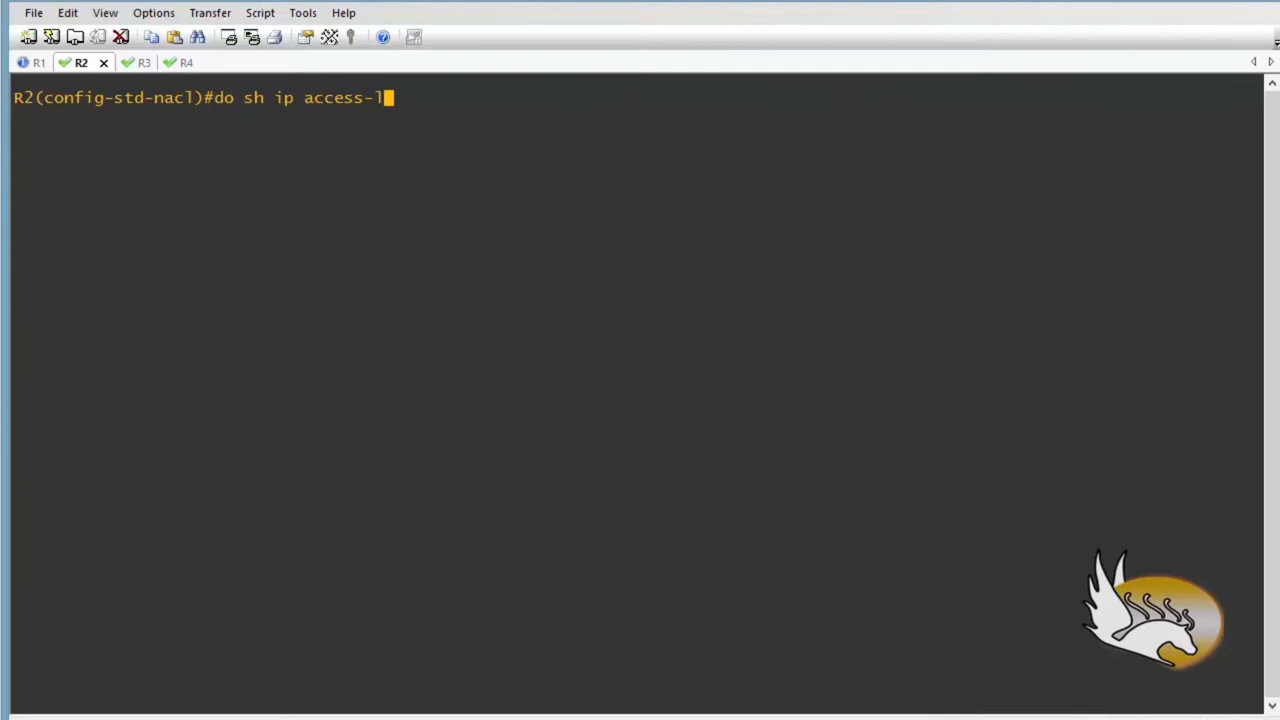 File Edit View Options Transfer Script Tools Help
R1 R2 R3 R4
R2(config-std-nacl)#do sh ip access-l